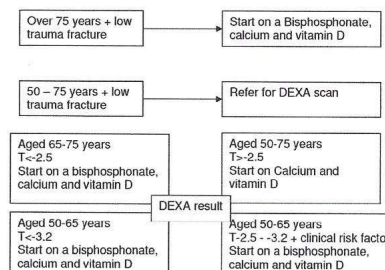 Over 75 years + low
trauma fracture
Start on a Bisphosphonate,
calcium and vitamin D
50 – 75 years + low
trauma fracture
Refer for DEXA scan
Aged 65-75 years
T<-2.5
Start on a bisphosphonate,
calcium and vitamin D
Aged 50-75 years
T>-2.5
Start on Calcium and
vitamin D
DEXA result
Aged 50-65 years
T<-3.2
Start on a bisphosphonate,
calcium and vitamin D
Aged 50-65 years
T-2.5 - -3.2 + clinical risk facto
Start on a bisphosphonate,
calcium and vitamin D